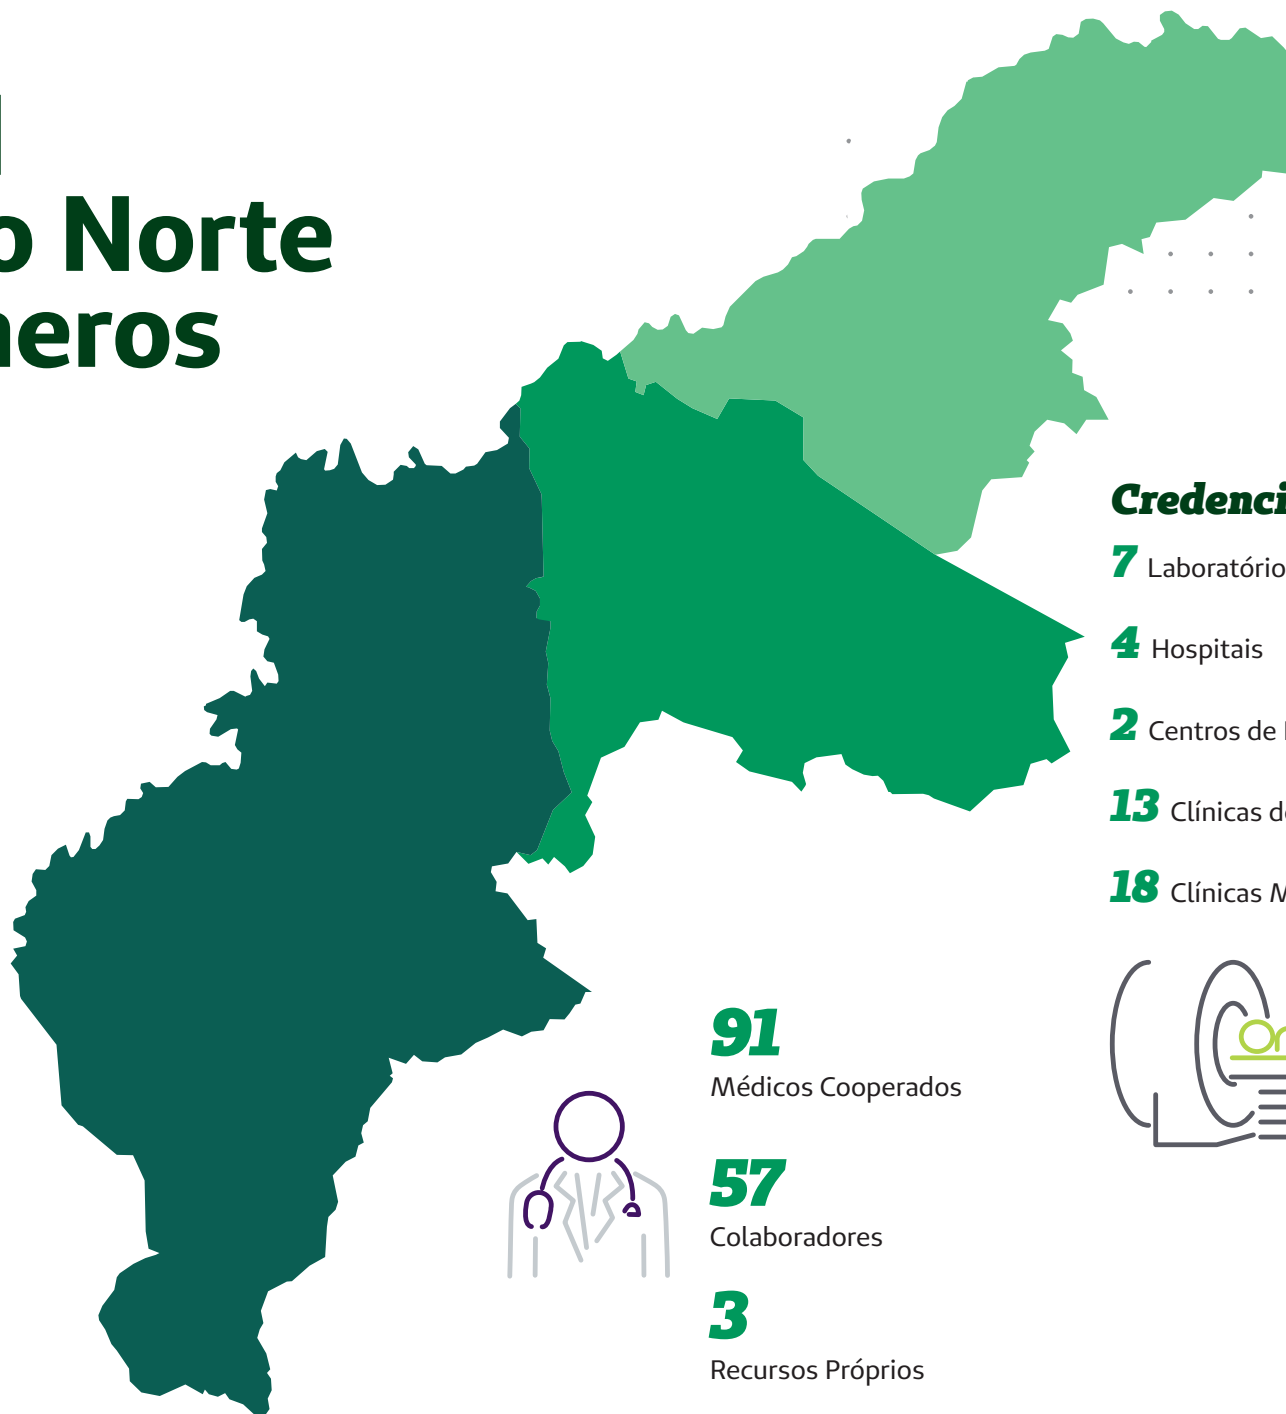 o Norte
neros
Credenci
7 Laboratório
4 Hospitais
2 Centros de
13 Clínicas de
18 Clínicas M
91
Médicos Cooperados
57
Colaboradores
3
Recursos Próprios